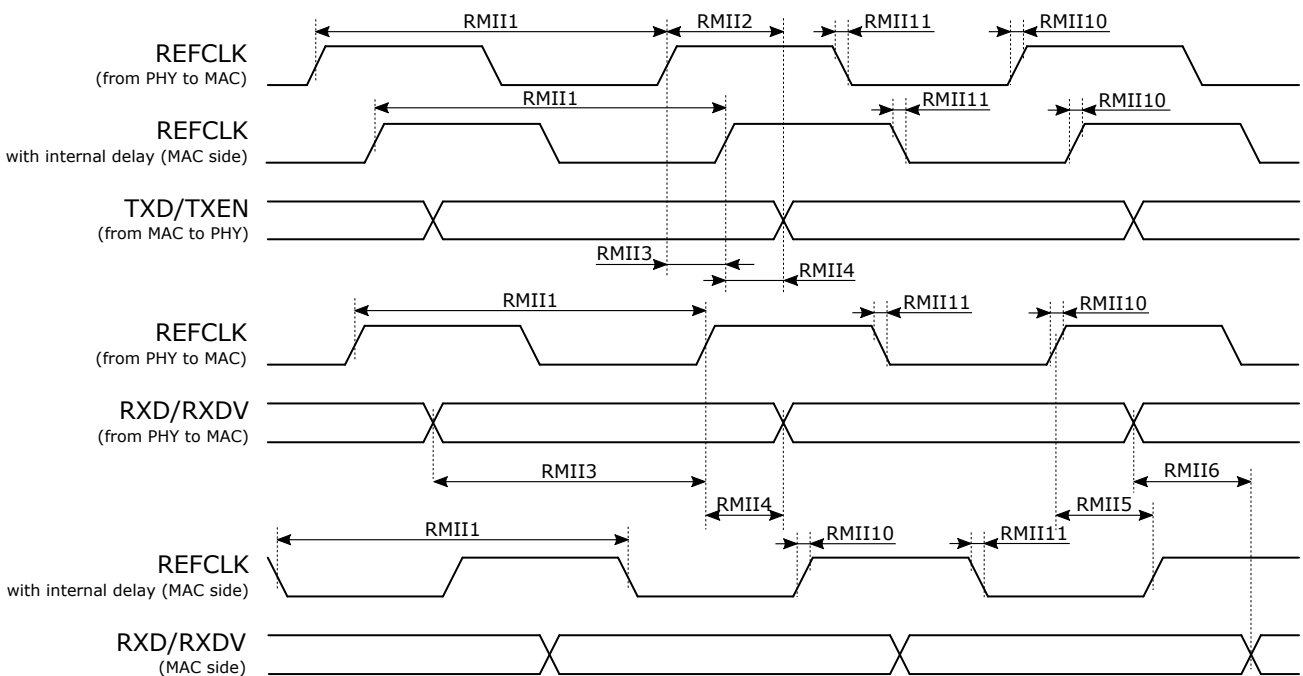 RMII1 RMII2 RMII11 RMII10
REFCLK
(from PHY to MAC)
RMII1 RMII11 RMII10
REFCLK
with internal delay (MAC side)
TXD/TXEN
(from MAC to PHY)
RMII3
RMII4
RMII1 RMII11 RMII10
REFCLK
(from PHY to MAC)
RXD/RXDV
(from PHY to MAC)
RMII3 RMII6
RMII4 RMII5
RMII1 RMII10 RMII11
REFCLK
with internal delay (MAC side)
RXD/RXDV
(MAC side)